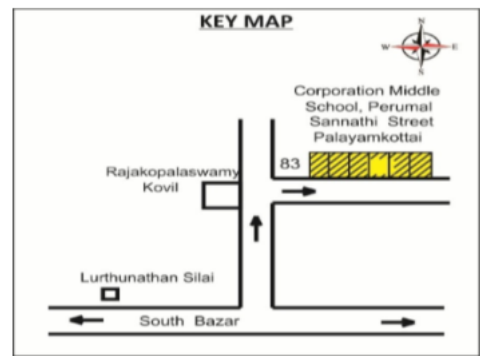 KEY MAP
N
W E
S
Corporation Middle
School, Perumal
Sannathi Street
Palayamkottai
83
Rajakopalaswamy
Kovil
Lurthunathan Silai
South Bazar